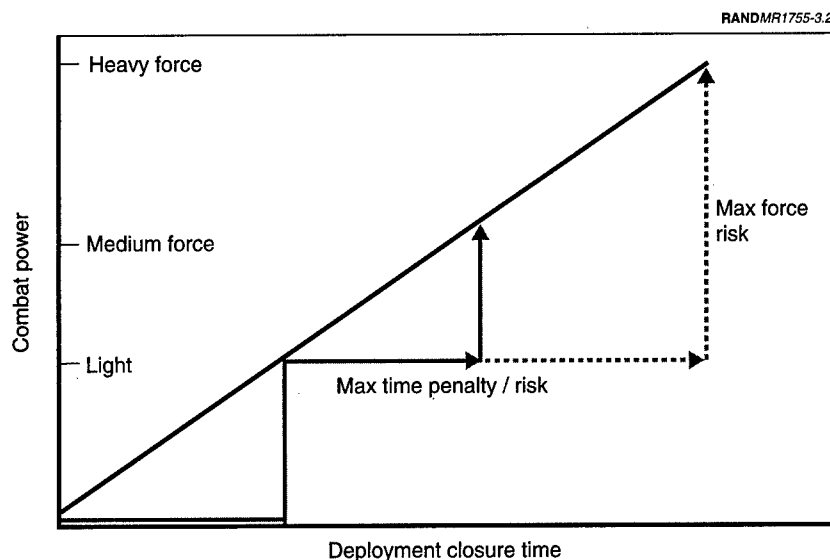 RANDMR1755-3.2
Heavy force
Max force
risk
Medium force
Combat power
Light
Max time penalty / risk
Deployment closure time